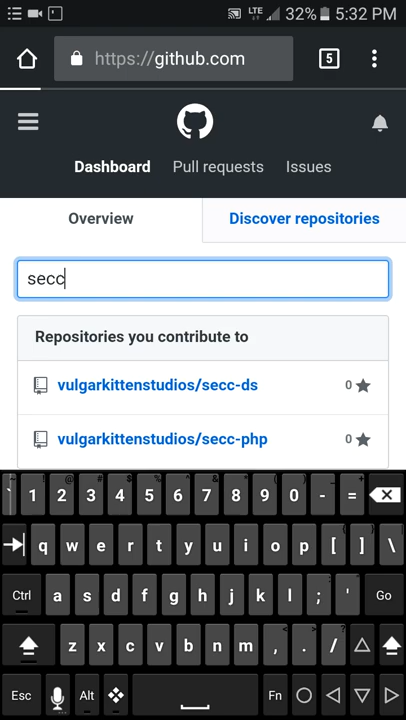 LTE 32% 5:32 PM
https://github.com 5
Dashboard Pull requests Issues
Overview Discover repositories
secc
Repositories you contribute to
vulgarkittenstudios/secc-ds 0
vulgarkittenstudios/secc-php 0
` 1 2 3 4 5 6 7 8 9 0 - =
q w e r t y u i o p [ ] \
Ctrl a s d f g h j k l ; ' Go
z x c v b n m , . /
Esc Alt Fn